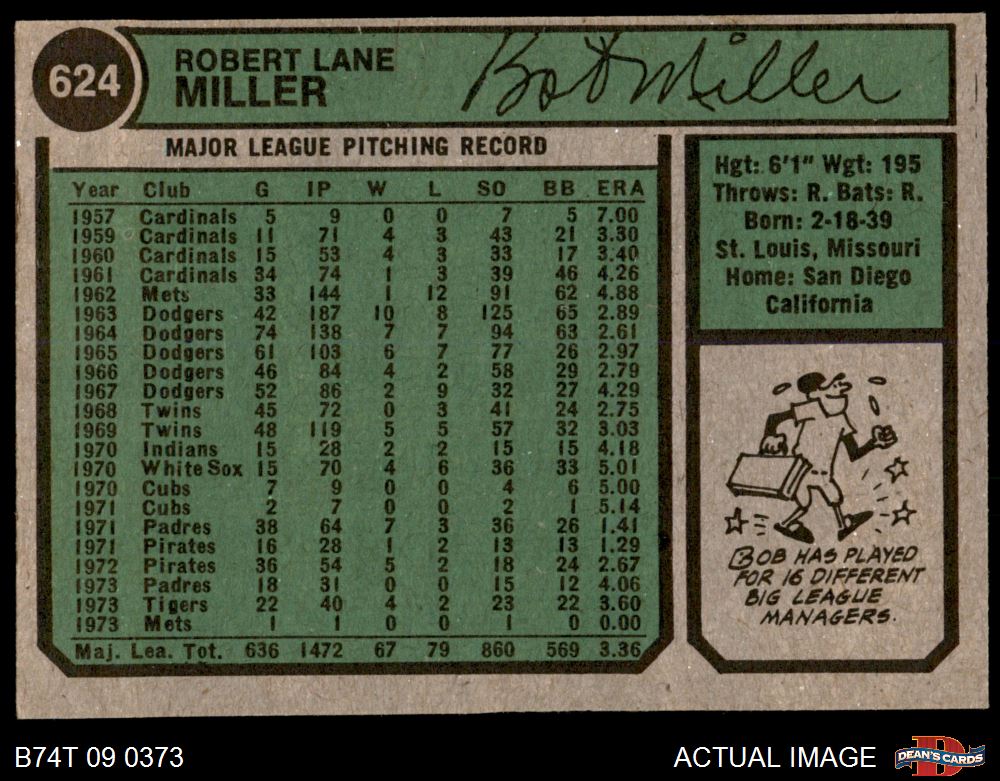 624
ROBERT LANE
MILLER
Bob Miller
MAJOR LEAGUE PITCHING RECORD
Year Club G IP W L SO BB ERA
1957 Cardinals 5 9 0 0 7 5 7.00
1959 Cardinals 11 71 4 3 43 21 3.30
1960 Cardinals 15 53 4 3 33 17 3.40
1961 Cardinals 34 74 1 3 39 46 4.26
1962 Mets 33 144 1 12 91 62 4.88
1963 Dodgers 42 187 10 8 125 65 2.89
1964 Dodgers 74 138 7 7 94 63 2.61
1965 Dodgers 61 103 6 7 77 26 2.97
1966 Dodgers 46 84 4 2 58 29 2.79
1967 Dodgers 52 86 2 9 32 27 4.29
1968 Twins 45 72 0 3 41 24 2.75
1969 Twins 48 119 5 5 57 32 3.03
1970 Indians 15 28 2 2 15 15 4.18
1970 White Sox 15 70 4 6 36 33 5.01
1970 Cubs 7 9 0 0 4 6 5.00
1971 Cubs 2 7 0 0 2 1 5.14
1971 Padres 38 64 7 3 36 26 1.41
1971 Pirates 16 28 1 2 13 13 1.29
1972 Pirates 36 54 5 2 18 24 2.67
1973 Padres 18 31 0 0 15 12 4.06
1973 Tigers 22 40 4 2 23 22 3.60
1973 Mets 1 1 0 0 1 0 0.00
Maj. Lea. Tot. 636 1472 67 79 860 569 3.36
Hgt: 6'1" Wgt: 195
Throws: R. Bats: R.
Born: 2-18-39
St. Louis, Missouri
Home: San Diego
California
BOB HAS PLAYED
FOR 16 DIFFERENT
BIG LEAGUE
MANAGERS.
B74T 09 0373
ACTUAL IMAGE
D
DEAN'S CARDS